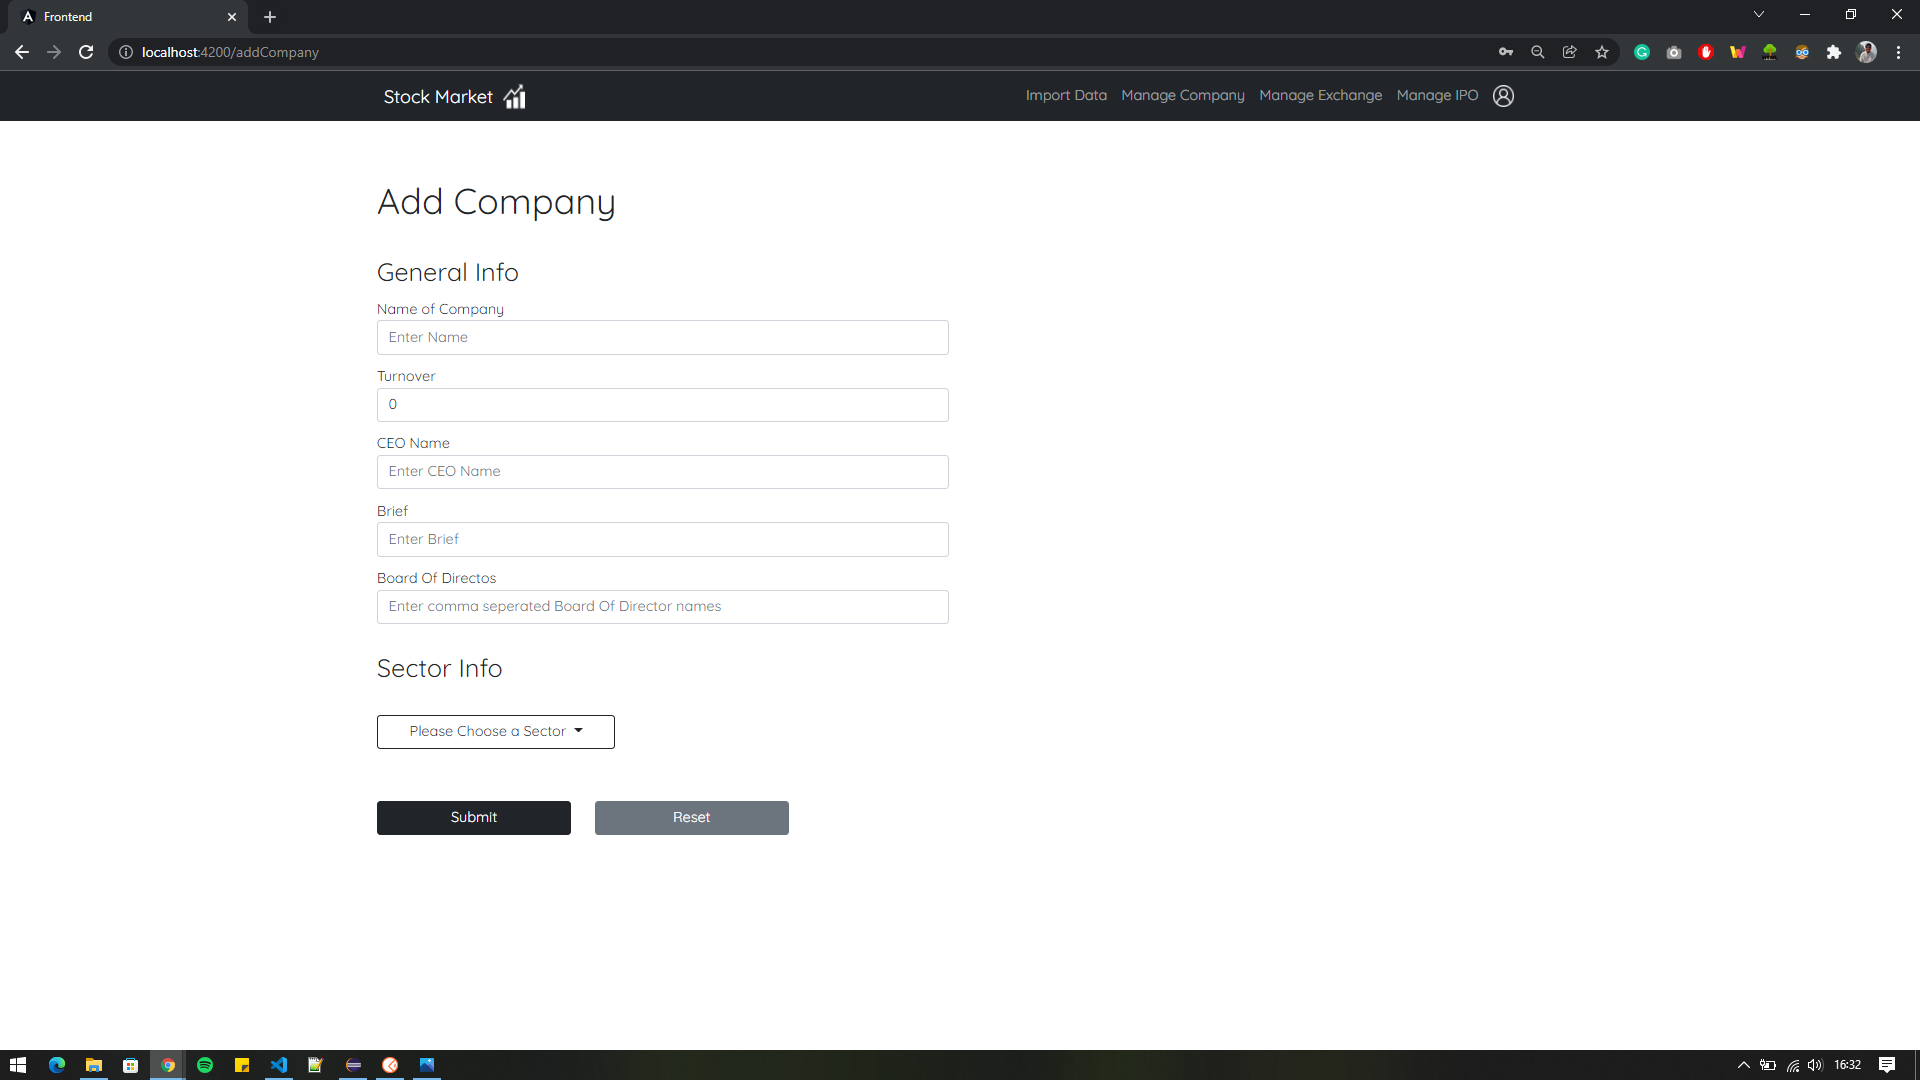 Frontend
localhost:4200/addCompany
Stock Market
Import Data Manage Company Manage Exchange Manage IPO
Add Company
General Info
Name of Company
Enter Name
Turnover
0
CEO Name
Enter CEO Name
Brief
Enter Brief
Board Of Directos
Enter comma seperated Board Of Director names
Sector Info
Please Choose a Sector
Submit Reset
16:32